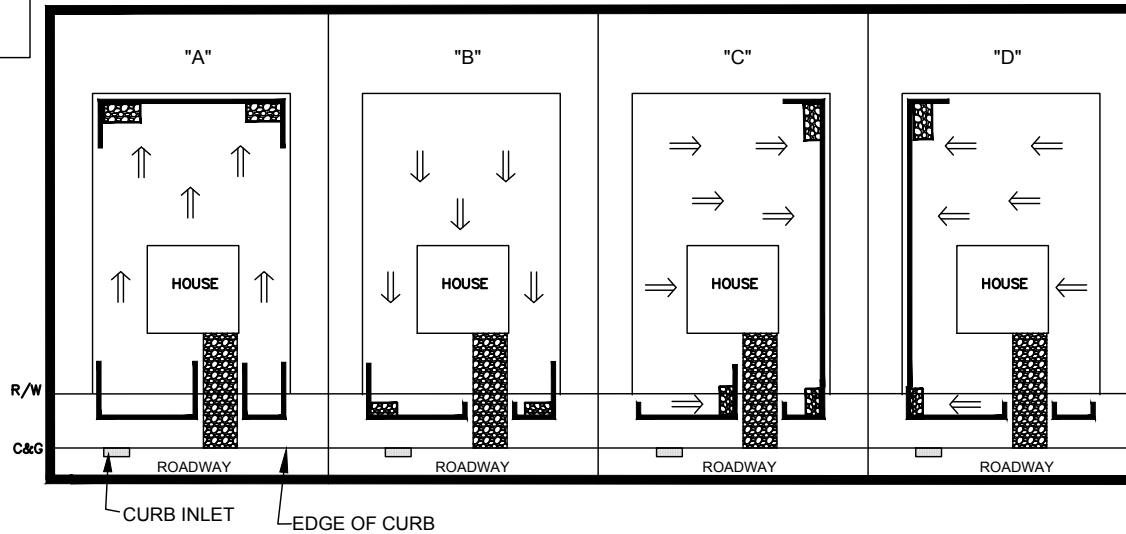 "A" "B" "C" "D"
HOUSE HOUSE HOUSE HOUSE
R/W
C&G
ROADWAY ROADWAY ROADWAY ROADWAY
CURB INLET
EDGE OF CURB